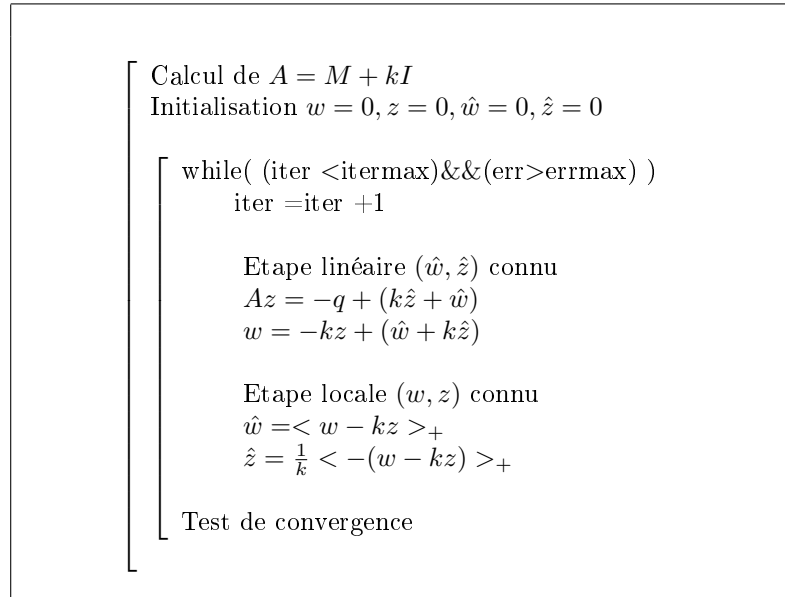 Calcul de A = M + kI
Initialisation w = 0, z = 0, ŵ = 0, ẑ = 0
while( (iter <itermax)&&(err>errmax) )
iter =iter +1
Etape linéaire (ŵ, ẑ) connu
Az = −q + (kẑ + ŵ)
w = −kz + (ŵ + kẑ)
Etape locale (w, z) connu
ŵ =< w − kz >₊
ẑ = 1/k < −(w − kz) >₊
Test de convergence